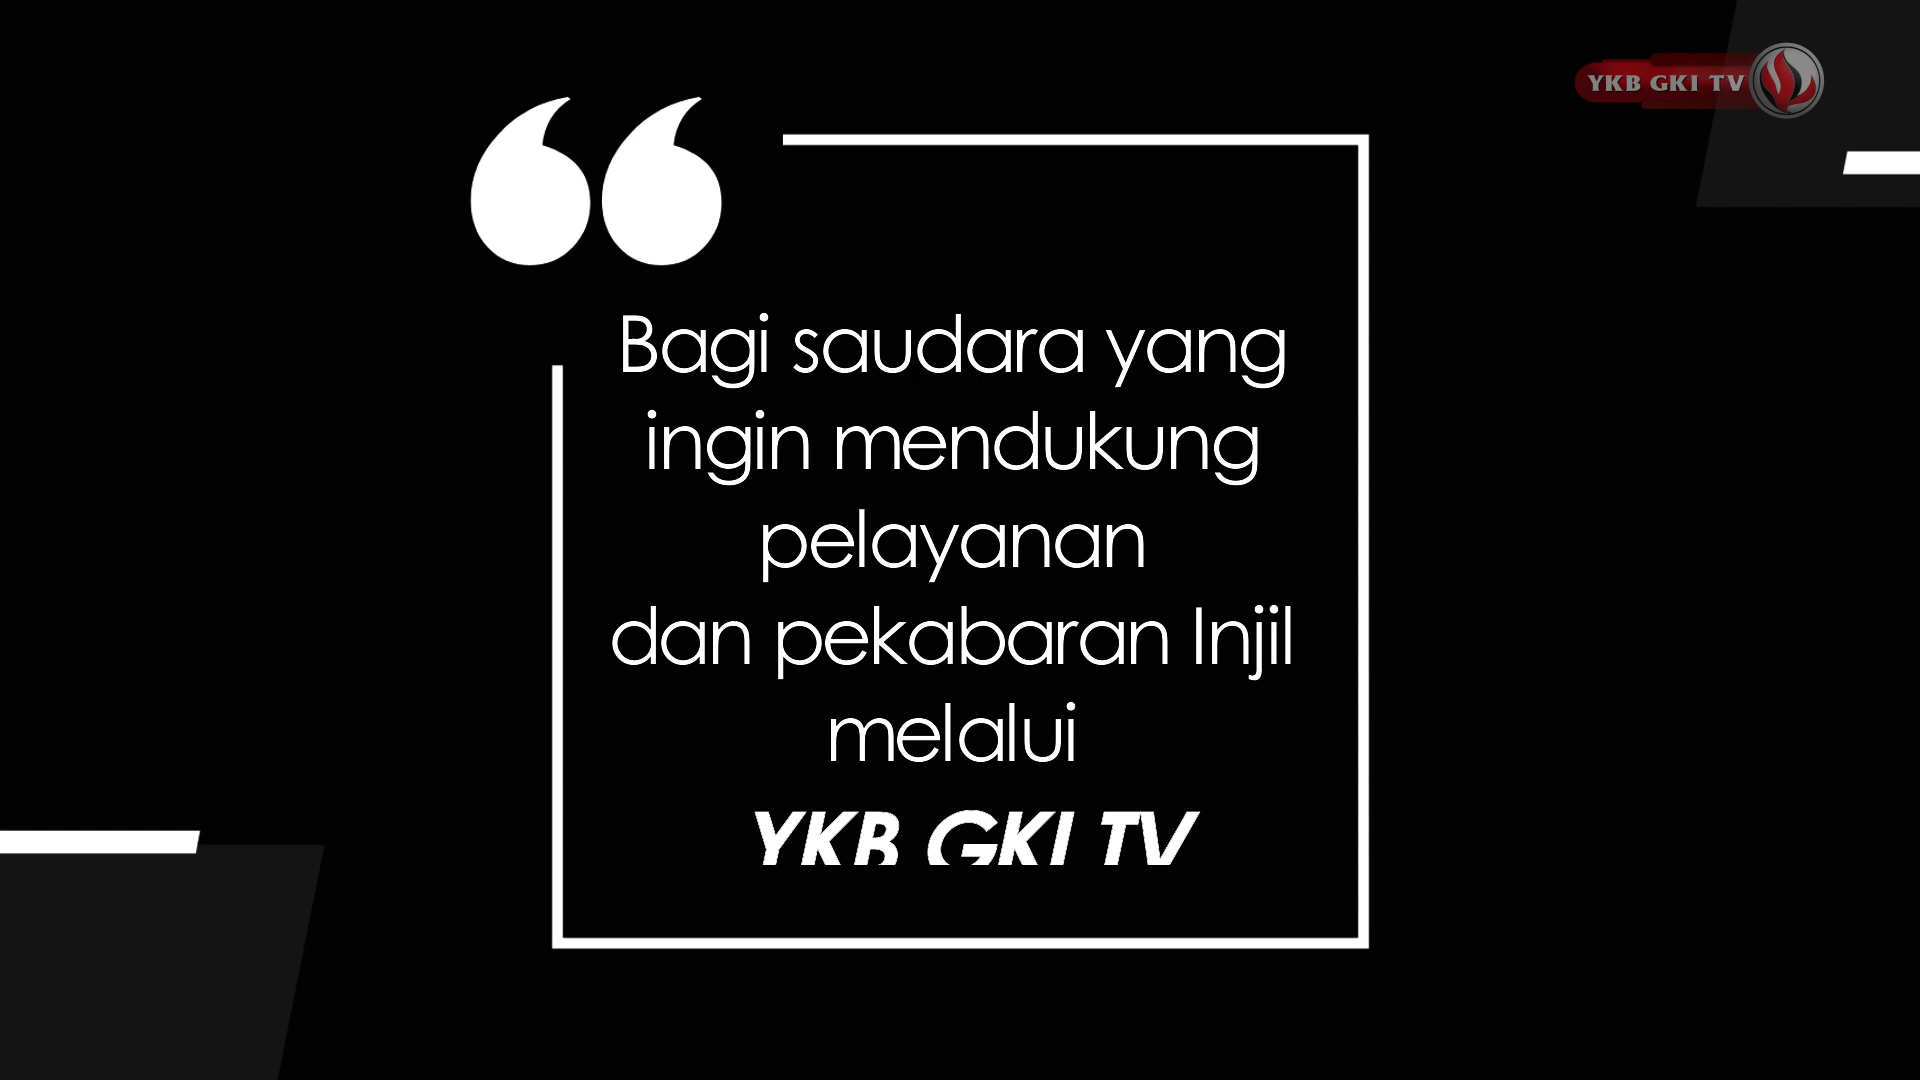 YKB GKI TV
Bagi saudara yang
ingin mendukung
pelayanan
dan pekabaran Injil
melalui
YKB GKI TV